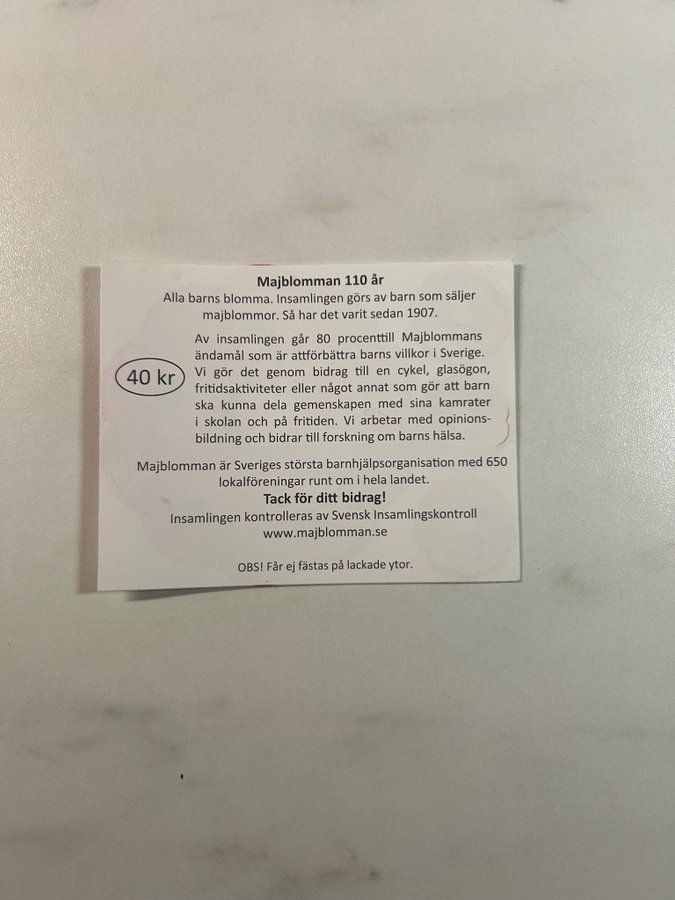 Majblomman 110 år
Alla barns blomma. Insamlingen görs av barn som säljer
majblommor. Så har det varit sedan 1907.
40 kr
Av insamlingen går 80 procenttill Majblommans
ändamål som är attförbättra barns villkor i Sverige.
Vi gör det genom bidrag till en cykel, glasögon,
fritidsaktiviteter eller något annat som gör att barn
ska kunna dela gemenskapen med sina kamrater
i skolan och på fritiden. Vi arbetar med opinions-
bildning och bidrar till forskning om barns hälsa.
Majblomman är Sveriges största barnhjälpsorganisation med 650
lokalföreningar runt om i hela landet.
Tack för ditt bidrag!
Insamlingen kontrolleras av Svensk Insamlingskontroll
www.majblomman.se
OBS! Får ej fästas på lackade ytor.